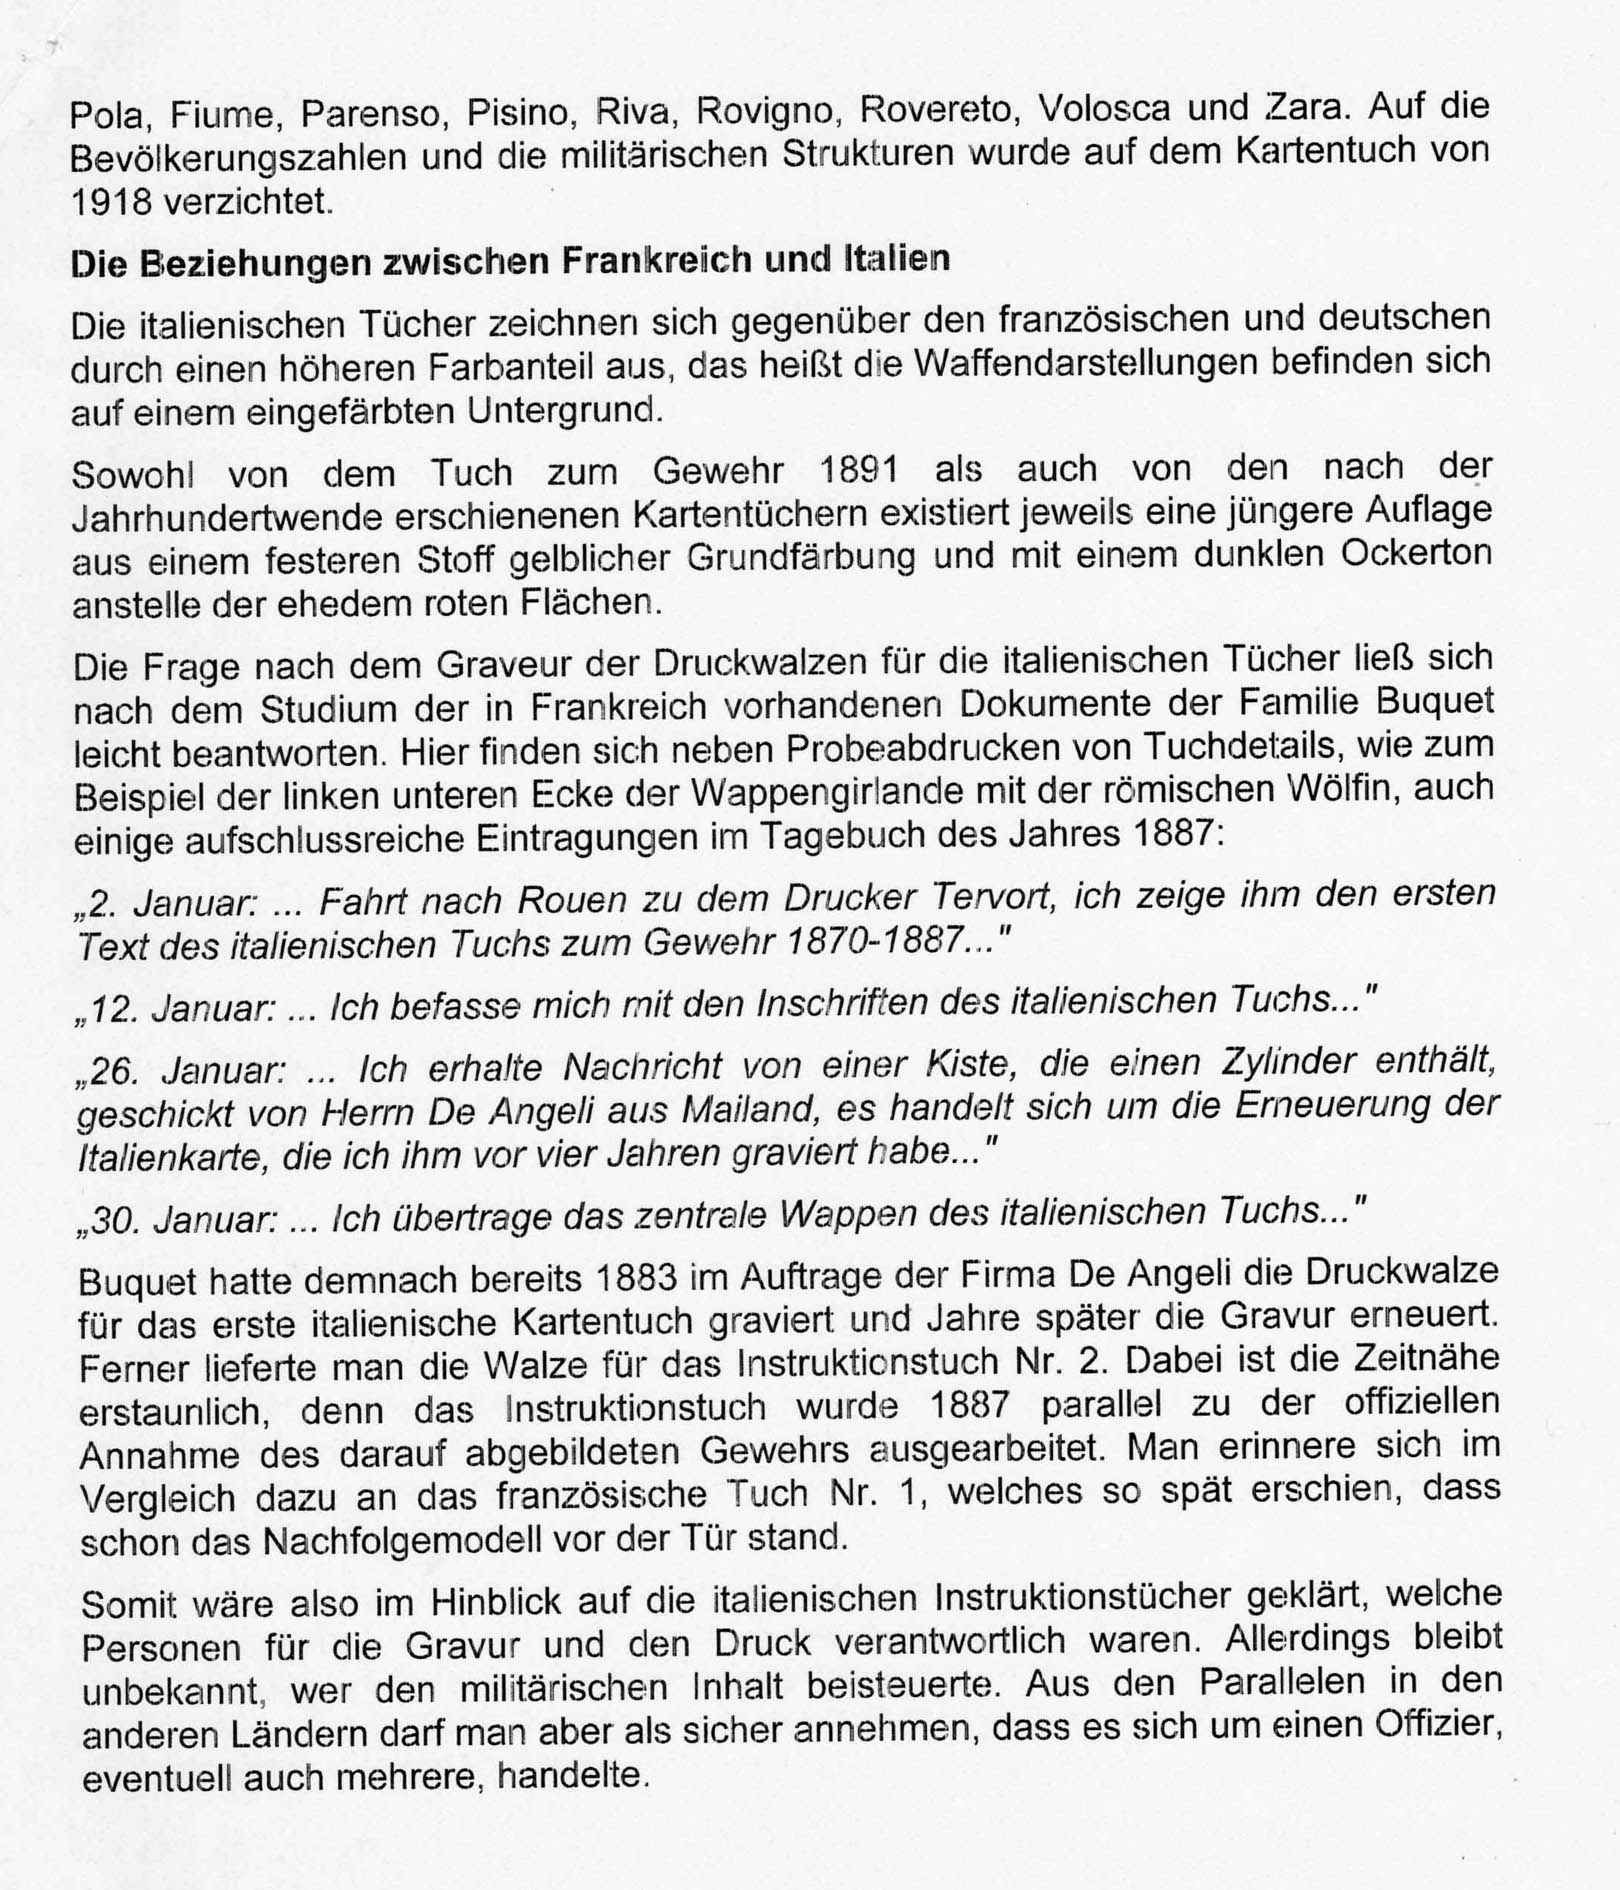 Pola, Fiume, Parenso, Pisino, Riva, Rovigno, Rovereto, Volosca und Zara. Auf die
Bevölkerungszahlen und die militärischen Strukturen wurde auf dem Kartentuch von
1918 verzichtet.
Die Beziehungen zwischen Frankreich und Italien
Die italienischen Tücher zeichnen sich gegenüber den französischen und deutschen
durch einen höheren Farbanteil aus, das heißt die Waffendarstellungen befinden sich
auf einem eingefärbten Untergrund.
Sowohl von dem Tuch zum Gewehr 1891 als auch von den nach der
Jahrhundertwende erschienenen Kartentüchern existiert jeweils eine jüngere Auflage
aus einem festeren Stoff gelblicher Grundfärbung und mit einem dunklen Ockerton
anstelle der ehedem roten Flächen.
Die Frage nach dem Graveur der Druckwalzen für die italienischen Tücher ließ sich
nach dem Studium der in Frankreich vorhandenen Dokumente der Familie Buquet
leicht beantworten. Hier finden sich neben Probeabdrucken von Tuchdetails, wie zum
Beispiel der linken unteren Ecke der Wappengirlande mit der römischen Wölfin, auch
einige aufschlussreiche Eintragungen im Tagebuch des Jahres 1887:
„2. Januar: ... Fahrt nach Rouen zu dem Drucker Tervort, ich zeige ihm den ersten
Text des italienischen Tuchs zum Gewehr 1870-1887..."
„12. Januar: ... Ich befasse mich mit den Inschriften des italienischen Tuchs..."
„26. Januar: ... Ich erhalte Nachricht von einer Kiste, die einen Zylinder enthält,
geschickt von Herrn De Angeli aus Mailand, es handelt sich um die Erneuerung der
Italienkarte, die ich ihm vor vier Jahren graviert habe..."
„30. Januar: ... Ich übertrage das zentrale Wappen des italienischen Tuchs..."
Buquet hatte demnach bereits 1883 im Auftrage der Firma De Angeli die Druckwalze
für das erste italienische Kartentuch graviert und Jahre später die Gravur erneuert.
Ferner lieferte man die Walze für das Instruktionstuch Nr. 2. Dabei ist die Zeitnähe
erstaunlich, denn das Instruktionstuch wurde 1887 parallel zu der offiziellen
Annahme des darauf abgebildeten Gewehrs ausgearbeitet. Man erinnere sich im
Vergleich dazu an das französische Tuch Nr. 1, welches so spät erschien, dass
schon das Nachfolgemodell vor der Tür stand.
Somit wäre also im Hinblick auf die italienischen Instruktionstücher geklärt, welche
Personen für die Gravur und den Druck verantwortlich waren. Allerdings bleibt
unbekannt, wer den militärischen Inhalt beisteuerte. Aus den Parallelen in den
anderen Ländern darf man aber als sicher annehmen, dass es sich um einen Offizier,
eventuell auch mehrere, handelte.